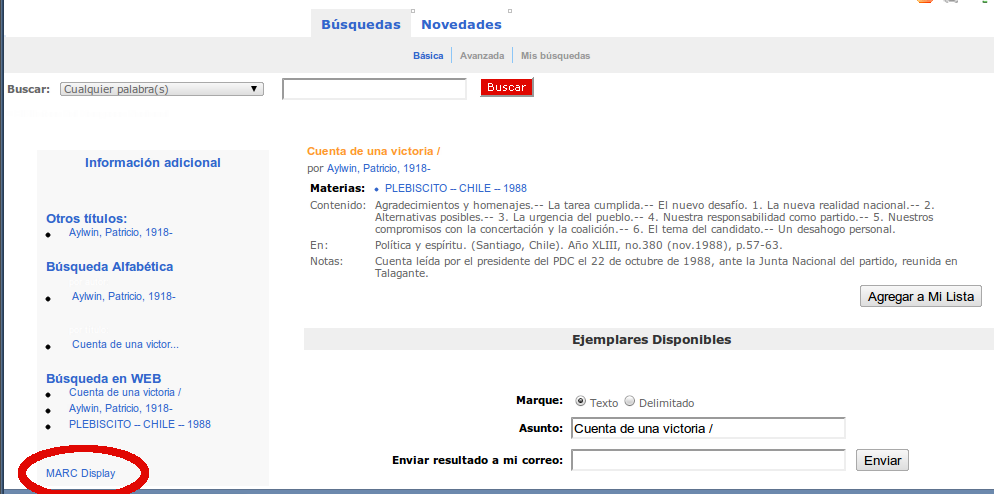 Búsquedas Novedades
Básica Avanzada Mis búsquedas
Buscar: Cualquier palabra(s) Buscar
Información adicional
Otros títulos:
Aylwin, Patricio, 1918-
Búsqueda Alfabética
Aylwin, Patricio, 1918-
Cuenta de una victor...
Búsqueda en WEB
Cuenta de una victoria /
Aylwin, Patricio, 1918-
PLEBISCITO – CHILE – 1988
MARC Display
Cuenta de una victoria /
por Aylwin, Patricio, 1918-
Materias: • PLEBISCITO – CHILE – 1988
Contenido: Agradecimientos y homenajes.-- La tarea cumplida.-- El nuevo desafío. 1. La nueva realidad nacional.-- 2.
Alternativas posibles.-- 3. La urgencia del pueblo.-- 4. Nuestra responsabilidad como partido.-- 5. Nuestros
compromisos con la concertación y la coalición.-- 6. El tema del candidato.-- Un desahogo personal.
En: Política y espíritu. (Santiago, Chile). Año XLIII, no.380 (nov.1988), p.57-63.
Notas: Cuenta leída por el presidente del PDC el 22 de octubre de 1988, ante la Junta Nacional del partido, reunida en
Talagante.
Agregar a Mi Lista
Ejemplares Disponibles
Marque: Texto Delimitado
Asunto: Cuenta de una victoria /
Enviar resultado a mi correo: Enviar